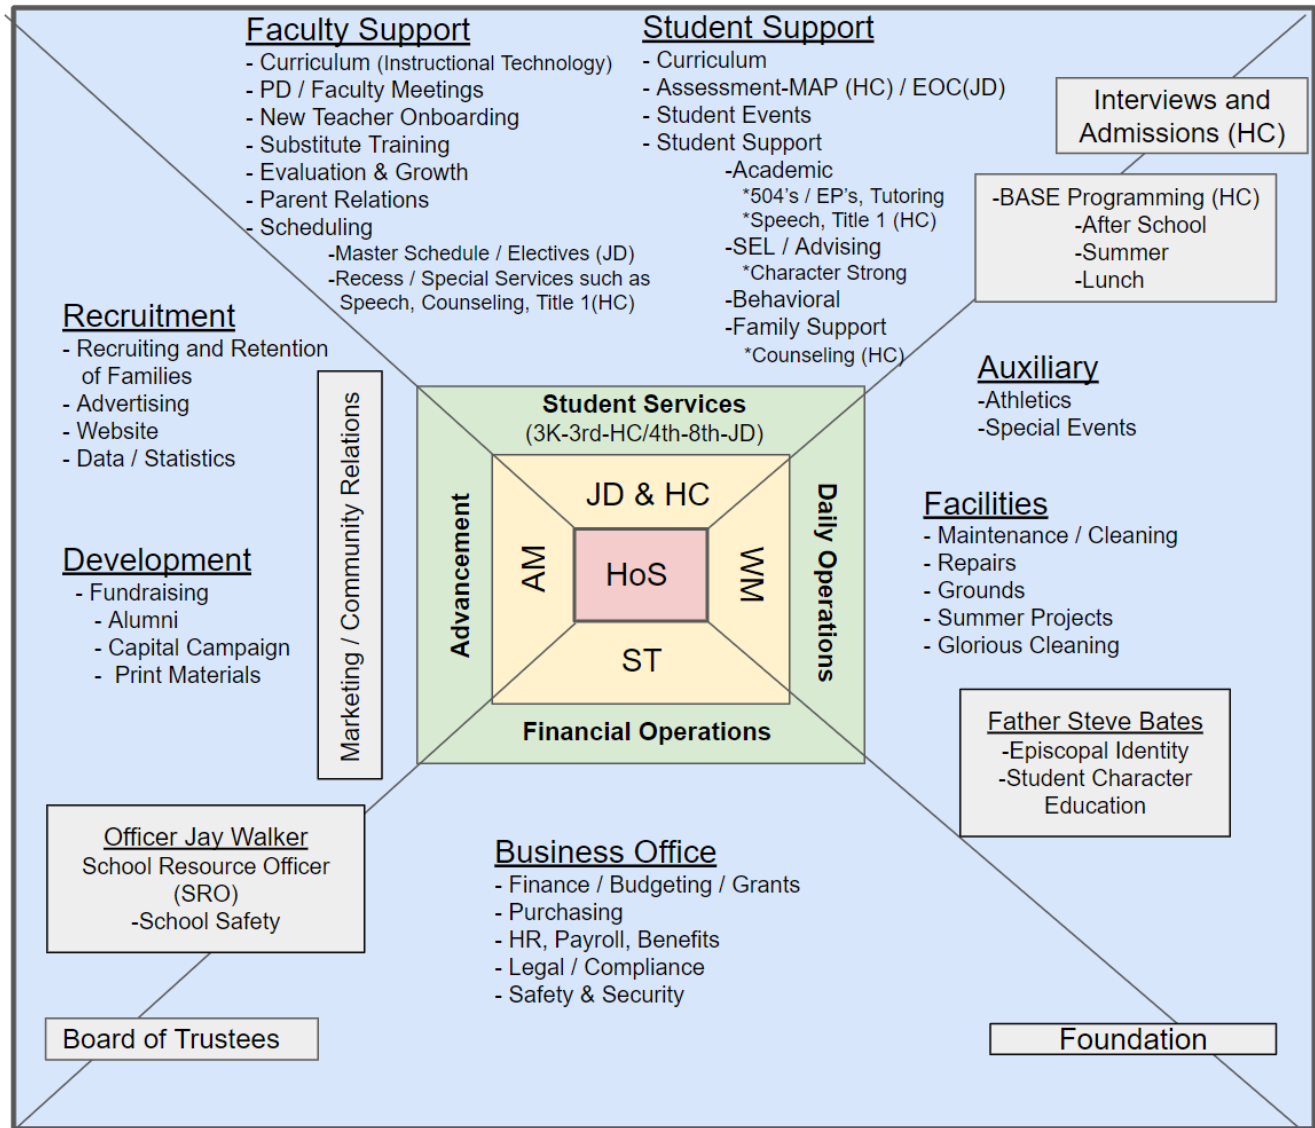 Faculty Support
- Curriculum (Instructional Technology)
- PD / Faculty Meetings
- New Teacher Onboarding
- Substitute Training
- Evaluation & Growth
- Parent Relations
- Scheduling
-Master Schedule / Electives (JD)
-Recess / Special Services such as
Speech, Counseling, Title 1(HC)
Student Support
- Curriculum
- Assessment-MAP (HC) / EOC(JD)
- Student Events
- Student Support
-Academic
*504's / EP's, Tutoring
*Speech, Title 1 (HC)
-SEL / Advising
*Character Strong
-Behavioral
-Family Support
*Counseling (HC)
Interviews and
Admissions (HC)
-BASE Programming (HC)
-After School
-Summer
-Lunch
Recruitment
- Recruiting and Retention
of Families
- Advertising
- Website
- Data / Statistics
Development
- Fundraising
- Alumni
- Capital Campaign
- Print Materials
Marketing / Community Relations
Student Services
(3K-3rd-HC/4th-8th-JD)
Advancement
JD & HC
AM
HoS
WM
ST
Daily Operations
Financial Operations
Auxiliary
-Athletics
-Special Events
Facilities
- Maintenance / Cleaning
- Repairs
- Grounds
- Summer Projects
- Glorious Cleaning
Father Steve Bates
-Episcopal Identity
-Student Character
Education
Officer Jay Walker
School Resource Officer
(SRO)
-School Safety
Business Office
- Finance / Budgeting / Grants
- Purchasing
- HR, Payroll, Benefits
- Legal / Compliance
- Safety & Security
Board of Trustees
Foundation